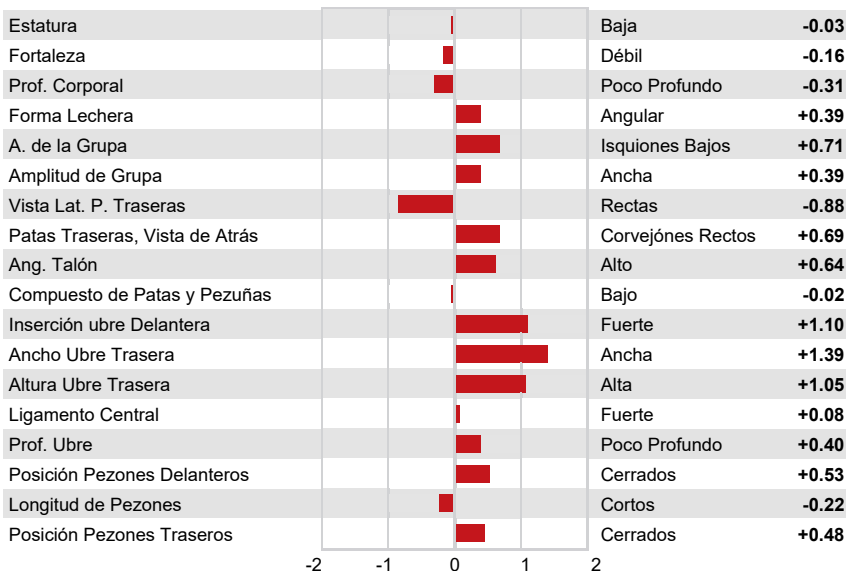 Estatura Baja -0.03
Fortaleza Débil -0.16
Prof. Corporal Poco Profundo -0.31
Forma Lechera Angular +0.39
A. de la Grupa Isquiones Bajos +0.71
Amplitud de Grupa Ancha +0.39
Vista Lat. P. Traseras Rectas -0.88
Patas Traseras, Vista de Atrás Corvejónes Rectos +0.69
Ang. Talón Alto +0.64
Compuesto de Patas y Pezuñas Bajo -0.02
Inserción ubre Delantera Fuerte +1.10
Ancho Ubre Trasera Ancha +1.39
Altura Ubre Trasera Alta +1.05
Ligamento Central Fuerte +0.08
Prof. Ubre Poco Profundo +0.40
Posición Pezones Delanteros Cerrados +0.53
Longitud de Pezones Cortos -0.22
Posición Pezones Traseros Cerrados +0.48
-2 -1 0 1 2